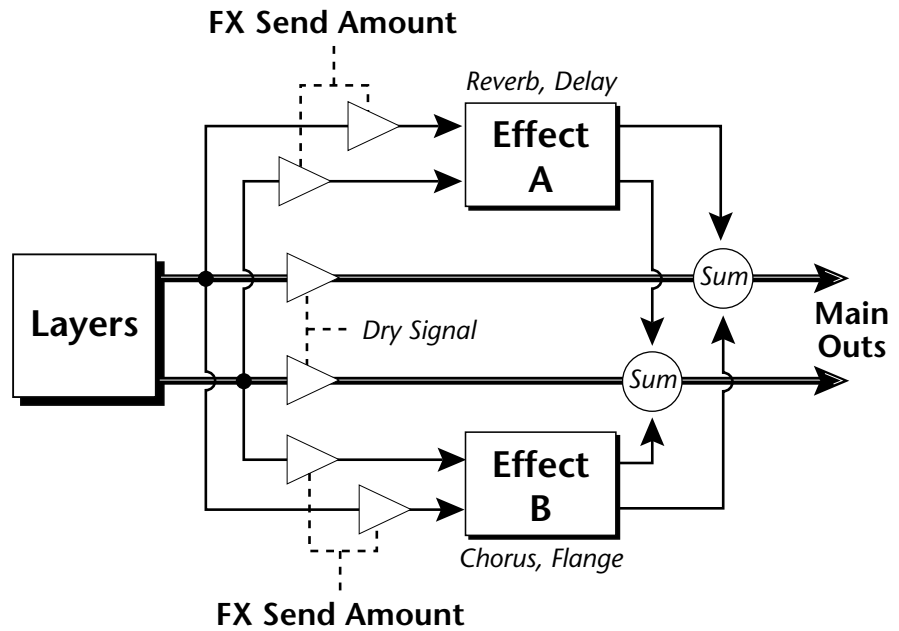 FX Send Amount
Reverb, Delay
Effect
A
Layers
Sum
Main
Outs
Dry Signal
Sum
Effect
B
Chorus, Flange
FX Send Amount